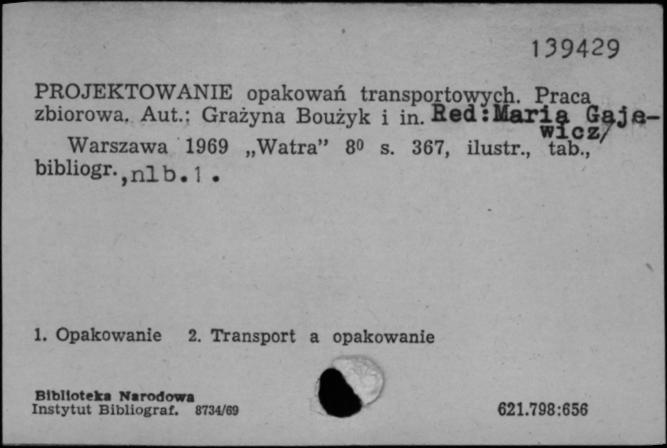 139429
PROJEKTOWANIE opakowań transportowych. Praca
zbiorowa. Aut.: Grażyna Boużyk i in. Red:Maria Gaje-
wicz/
Warszawa 1969 „Watra” 8⁰ s. 367, ilustr., tab.,
bibliogr.,nlb.1.
1. Opakowanie 2. Transport a opakowanie
Biblioteka Narodowa
Instytut Bibliograf. 8734/69
621.798:656